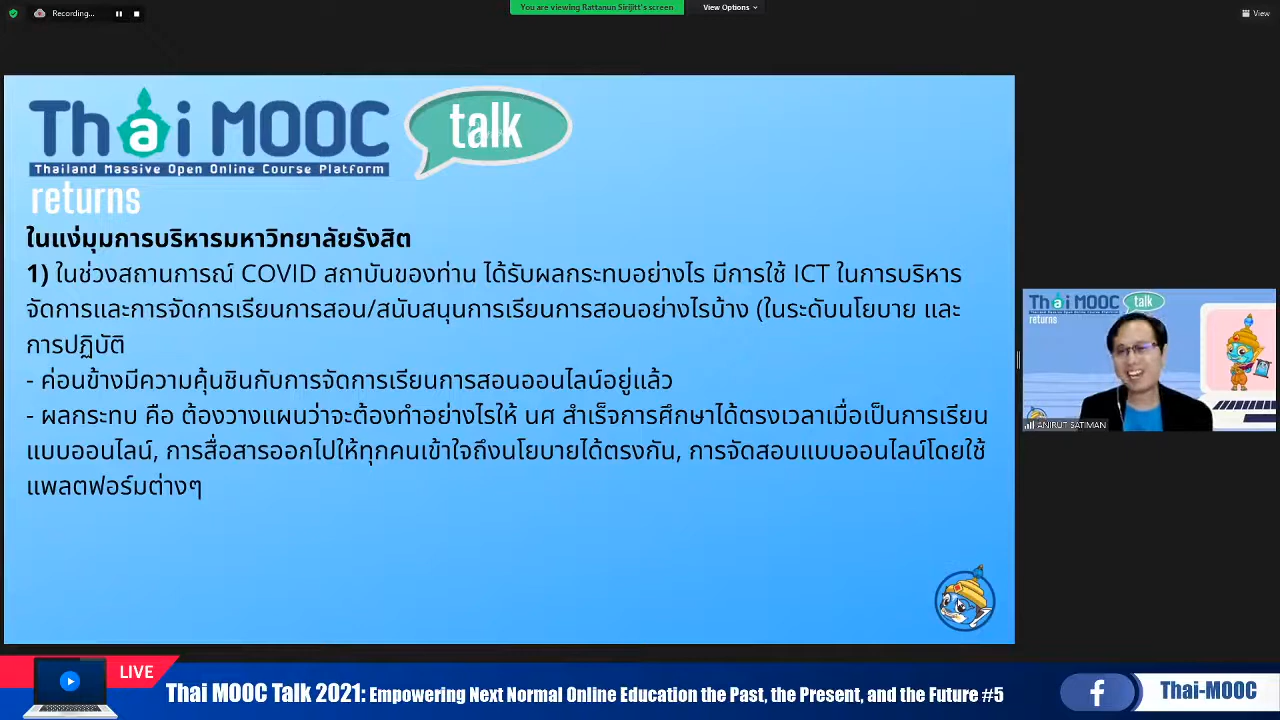 Recording...
You are viewing Rattanun Sirijitt's screen
View Options
View
Thai MOOC talk
Thailand Massive Open Online Course Platform
returns
ในแง่มุมการบริหารมหาวิทยาลัยรังสิต
1) ในช่วงสถานการณ์ COVID สถาบันของท่าน ได้รับผลกระทบอย่างไร มีการใช้ ICT ในการบริหาร
จัดการและการจัดการเรียนการสอน/สนับสนุนการเรียนการสอนอย่างไรบ้าง (ในระดับนโยบาย และ
การปฏิบัติ
- ค่อนข้างมีความคุ้นชินกับการจัดการเรียนการสอนออนไลน์อยู่แล้ว
- ผลกระทบ คือ ต้องวางแผนว่าจะต้องทำอย่างไรให้ นศ สำเร็จการศึกษาได้ตรงเวลาเมื่อเป็นการเรียน
แบบออนไลน์, การสื่อสารออกไปให้ทุกคนเข้าใจถึงนโยบายได้ตรงกัน, การจัดสอบแบบออนไลน์โดยใช้
แพลตฟอร์มต่างๆ
Thai MOOC talk
returns
ANIRUT SATIMAN
LIVE
Thai MOOC Talk 2021: Empowering Next Normal Online Education the Past, the Present, and the Future #5
Thai-MOOC